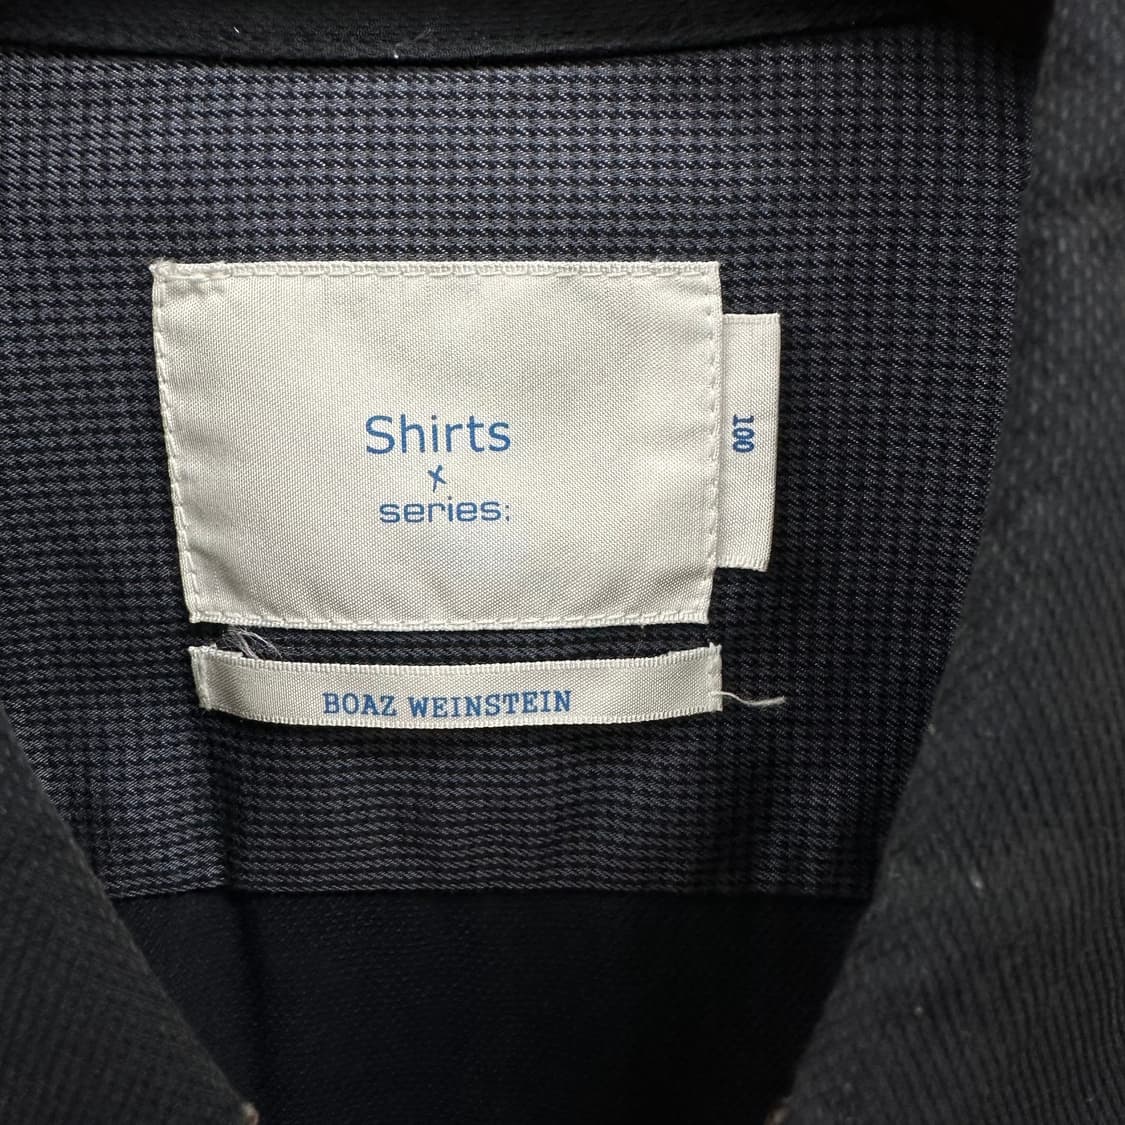 Shirts
x
series:
100
BOAZ WEINSTEIN